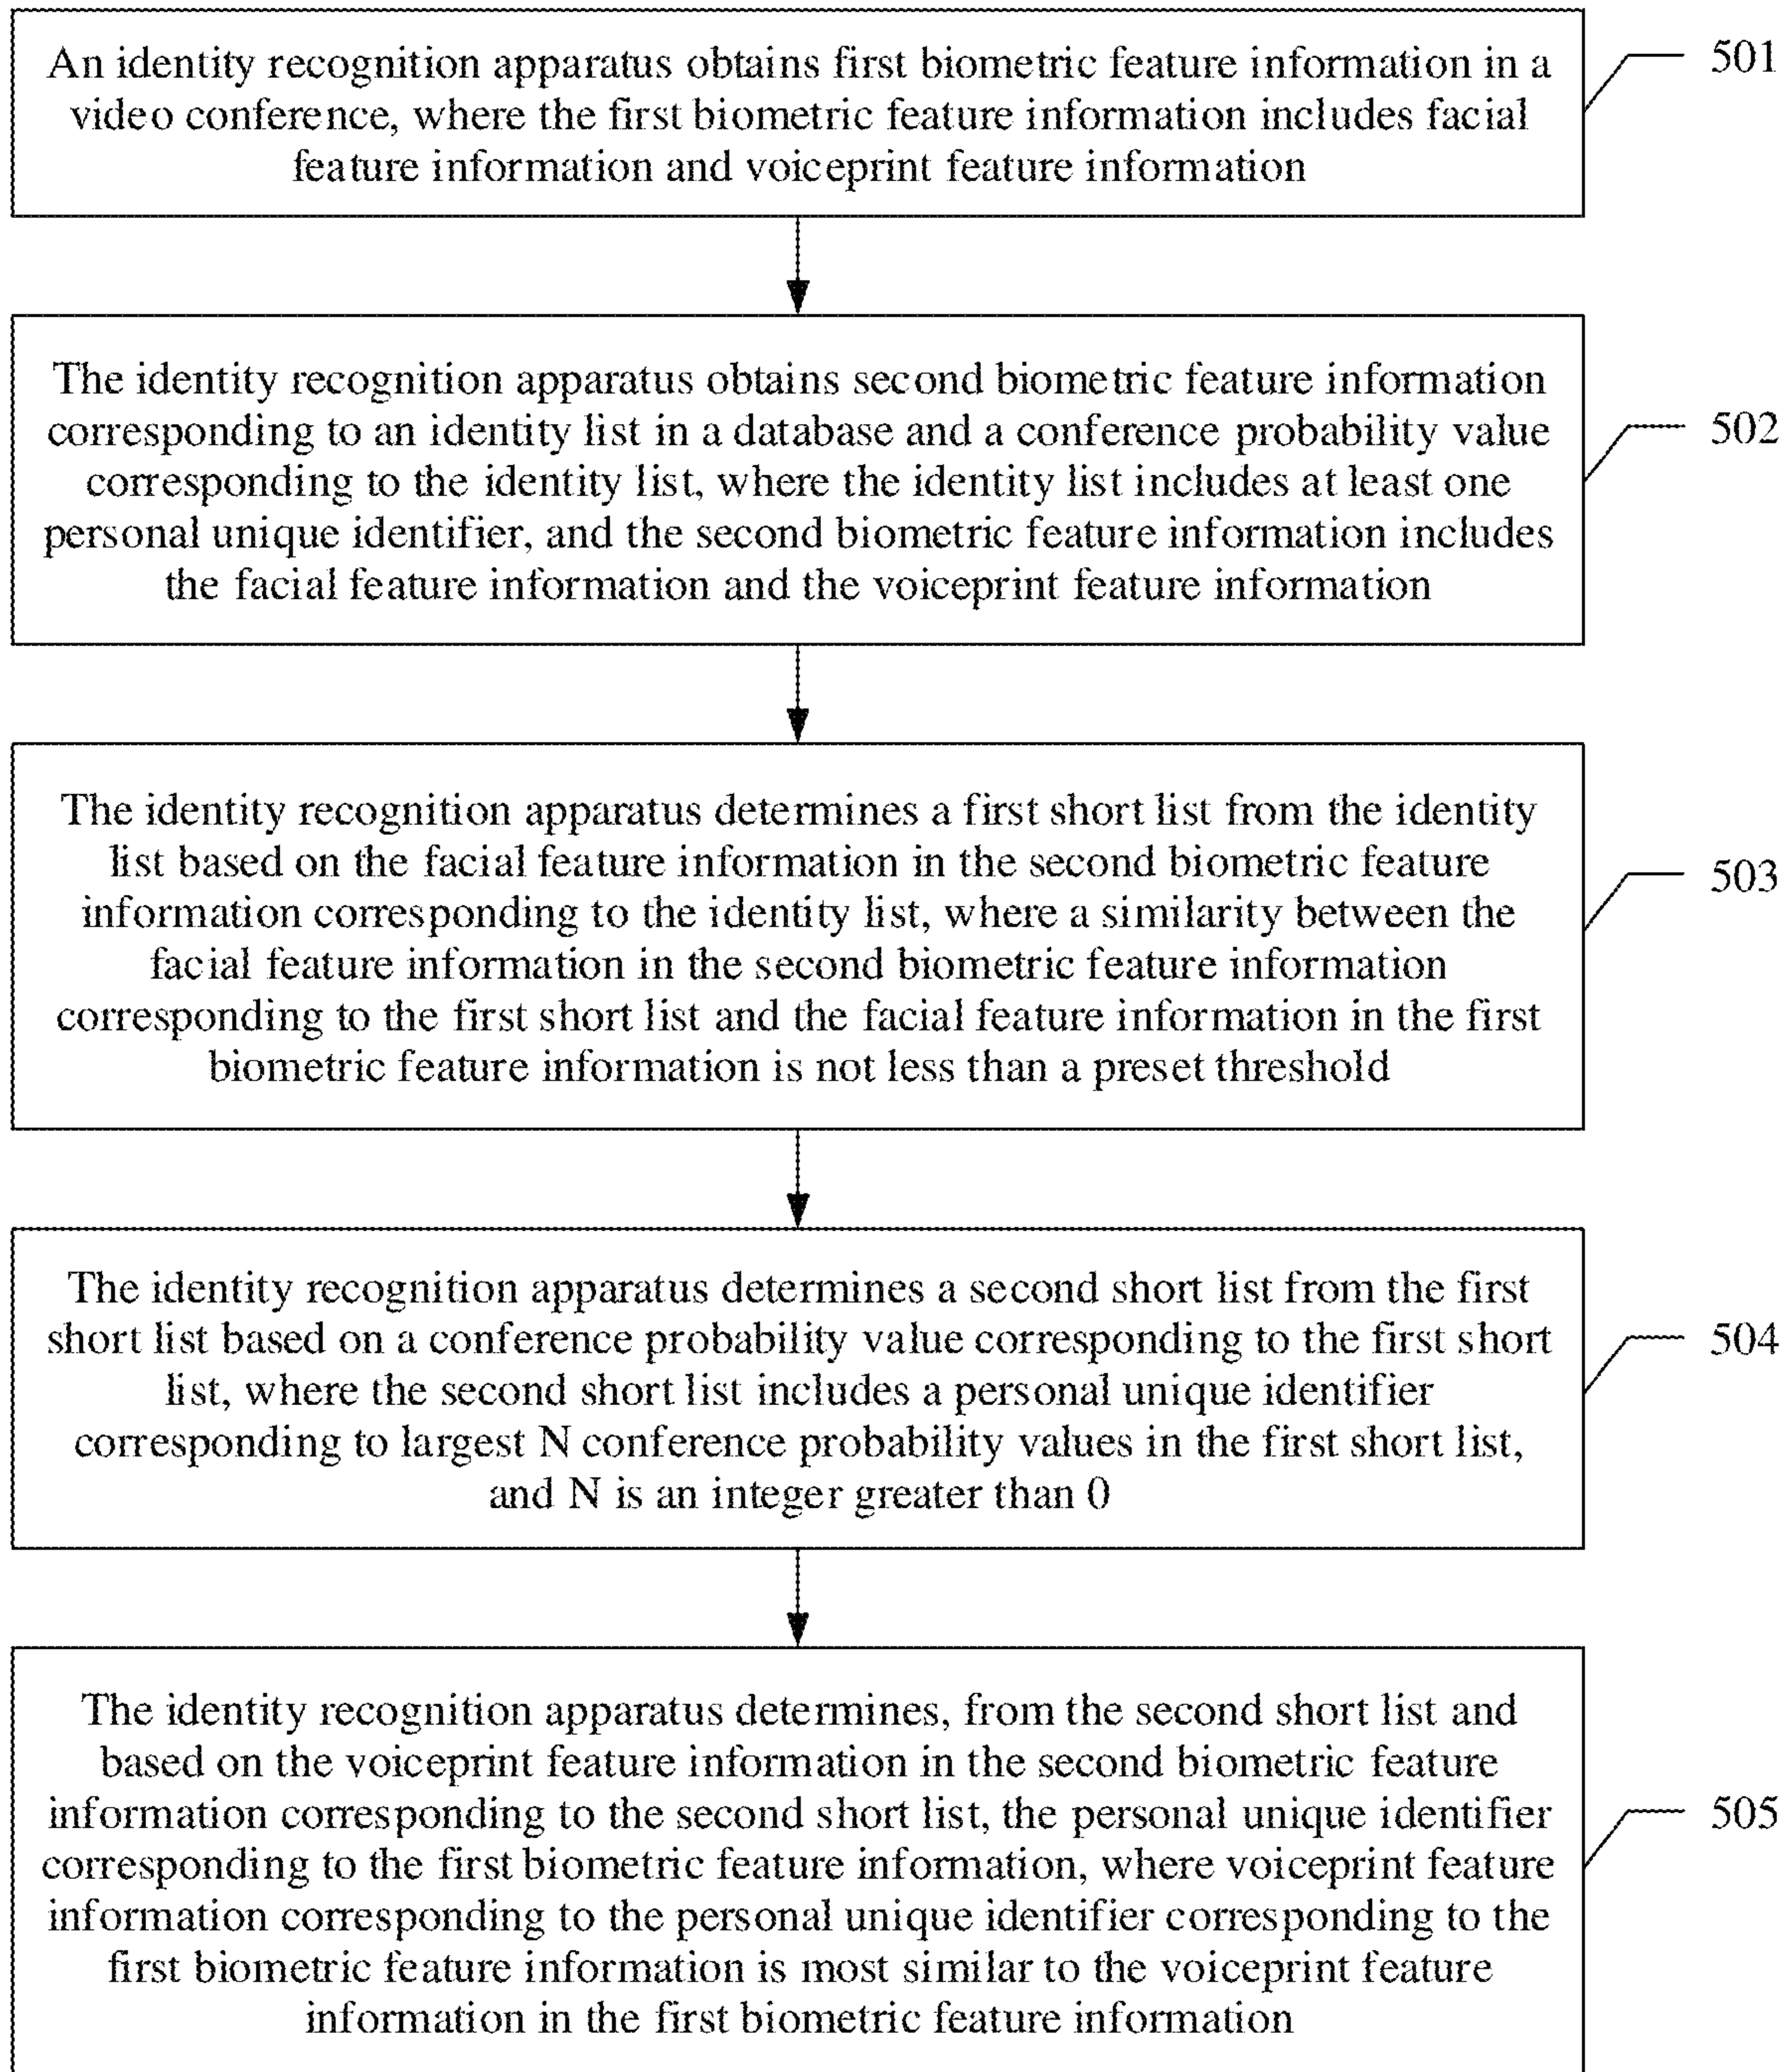 An identity recognition apparatus obtains first biometric feature information in a
video conference, where the first biometric feature information includes facial
feature information and voiceprint feature information
501
The identity recognition apparatus obtains second biometric feature information
corresponding to an identity list in a database and a conference probability value
corresponding to the identity list, where the identity list includes at least one
personal unique identifier, and the second biometric feature information includes
the facial feature information and the voiceprint feature information
502
The identity recognition apparatus determines a first short list from the identity
list based on the facial feature information in the second biometric feature
information corresponding to the identity list, where a similarity between the
facial feature information in the second biometric feature information
corresponding to the first short list and the facial feature information in the first
biometric feature information is not less than a preset threshold
503
The identity recognition apparatus determines a second short list from the first
short list based on a conference probability value corresponding to the first short
list, where the second short list includes a personal unique identifier
corresponding to largest N conference probability values in the first short list,
and N is an integer greater than 0
504
The identity recognition apparatus determines, from the second short list and
based on the voiceprint feature information in the second biometric feature
information corresponding to the second short list, the personal unique identifier
corresponding to the first biometric feature information, where voiceprint feature
information corresponding to the personal unique identifier corresponding to the
first biometric feature information is most similar to the voiceprint feature
information in the first biometric feature information
505